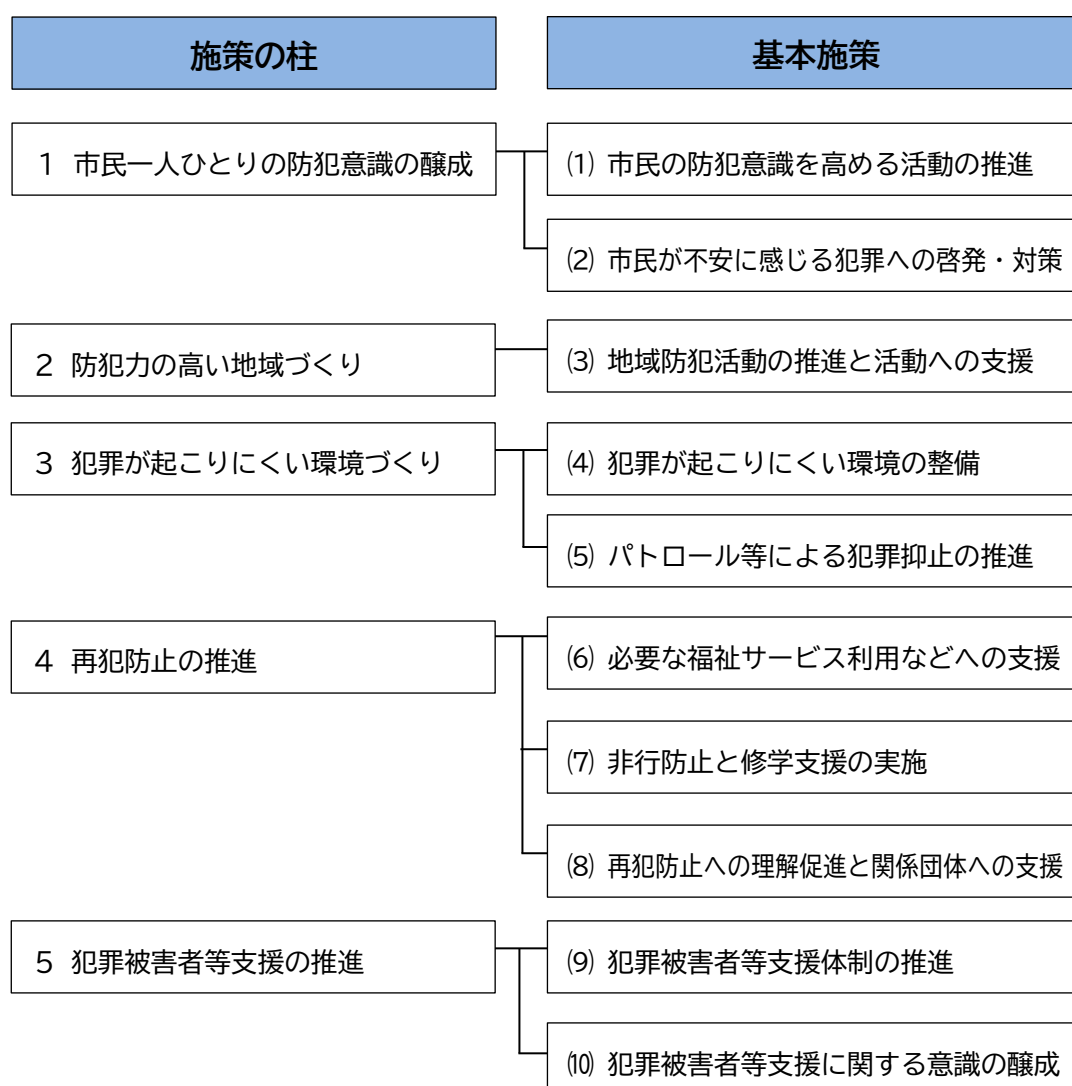 施策の柱
基本施策
1 市民一人ひとりの防犯意識の醸成
⑴ 市民の防犯意識を高める活動の推進
⑵ 市民が不安に感じる犯罪への啓発・対策
2 防犯力の高い地域づくり
⑶ 地域防犯活動の推進と活動への支援
3 犯罪が起こりにくい環境づくり
⑷ 犯罪が起こりにくい環境の整備
⑸ パトロール等による犯罪抑止の推進
4 再犯防止の推進
⑹ 必要な福祉サービス利用などへの支援
⑺ 非行防止と修学支援の実施
⑻ 再犯防止への理解促進と関係団体への支援
5 犯罪被害者等支援の推進
⑼ 犯罪被害者等支援体制の推進
⑽ 犯罪被害者等支援に関する意識の醸成